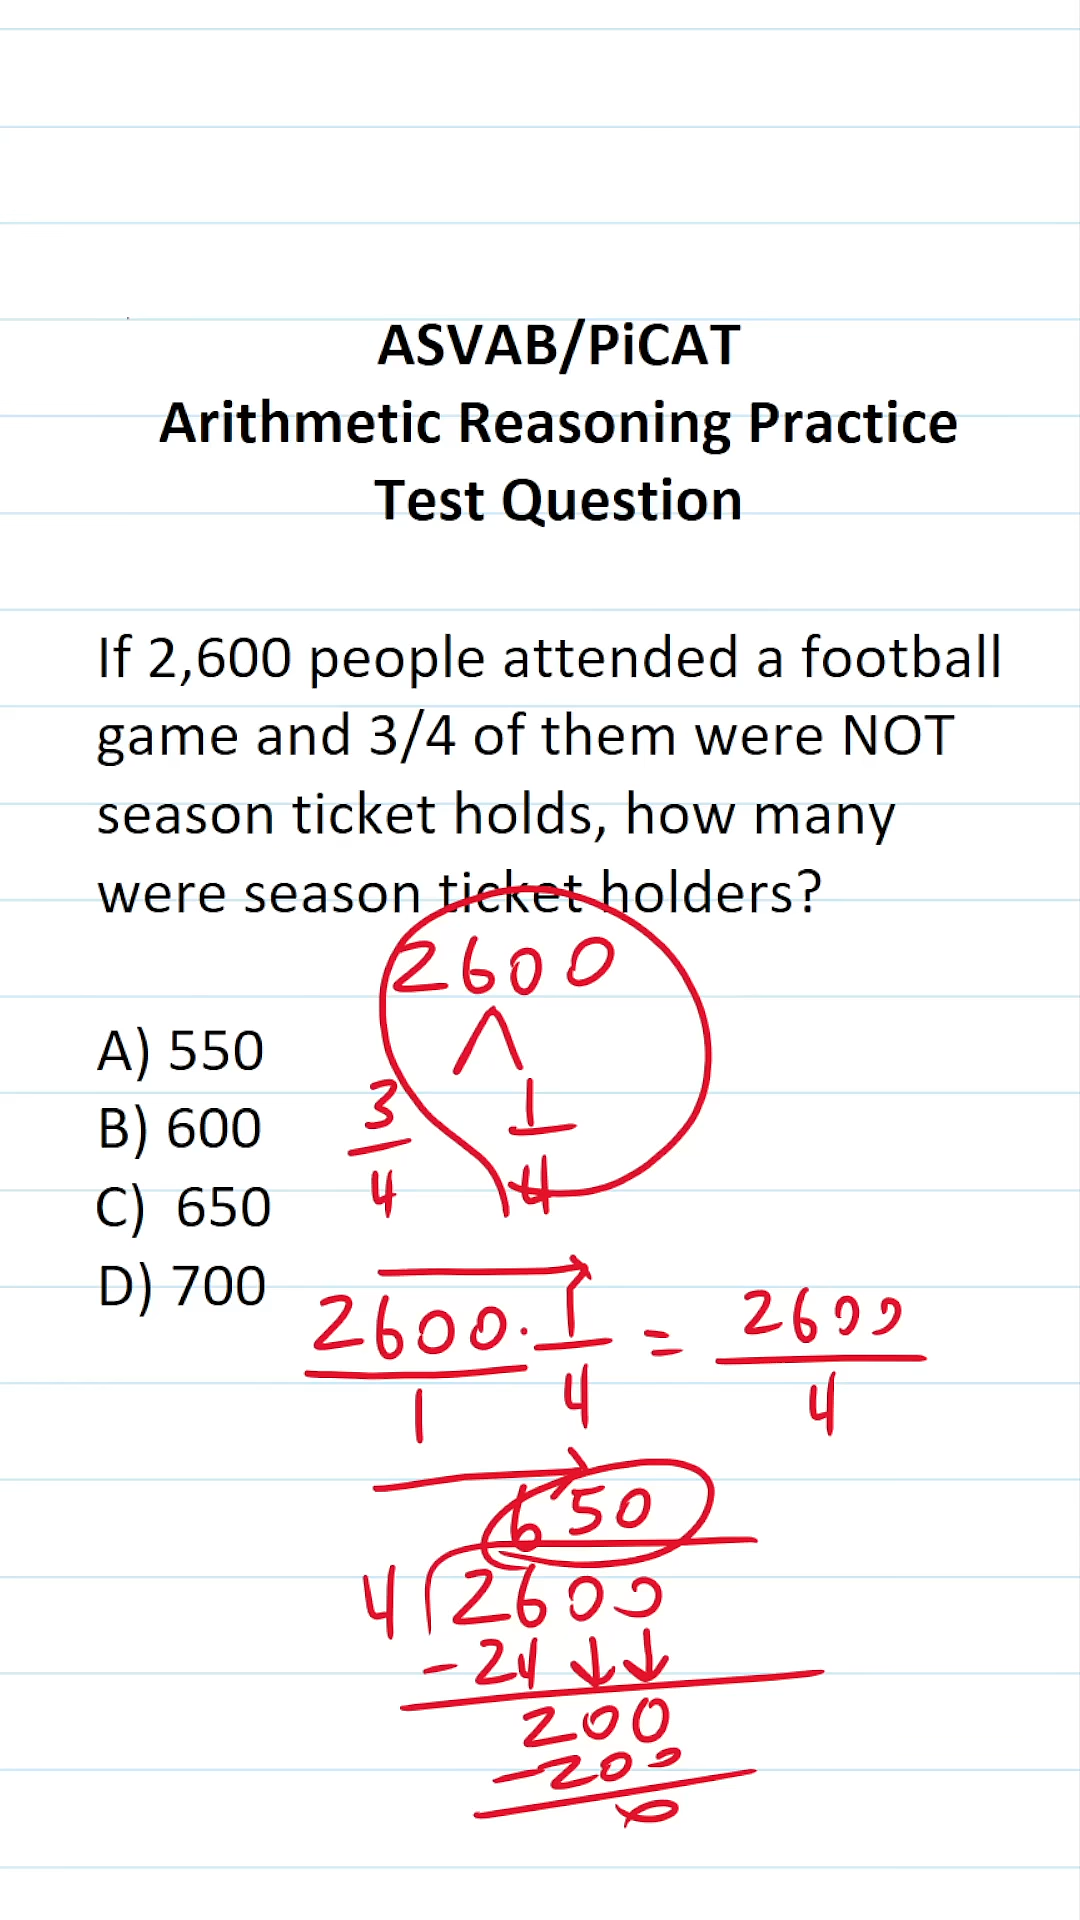 ASVAB/PiCAT
Arithmetic Reasoning Practice
Test Question
If 2,600 people attended a football
game and 3/4 of them were NOT
season ticket holds, how many
were season ticket holders?
2600
A) 550
3/4 1/4
B) 600
C) 650
D) 700
2600/1 · 1/4 = 2600/4
650
4 2600
- 24
200
- 200
0